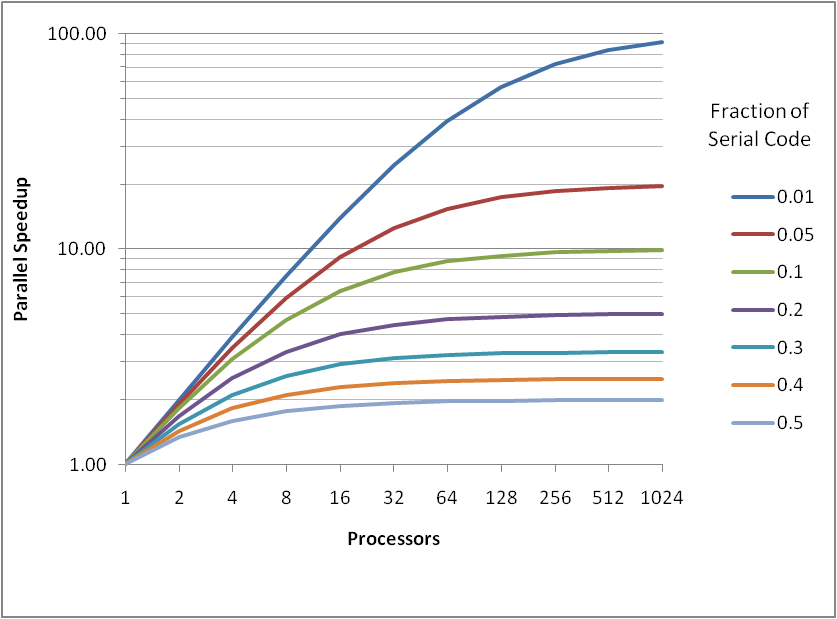 100.00
10.00
1.00
Parallel Speedup
1 2 4 8 16 32 64 128 256 512 1024
Processors
Fraction of
Serial Code
0.01
0.05
0.1
0.2
0.3
0.4
0.5